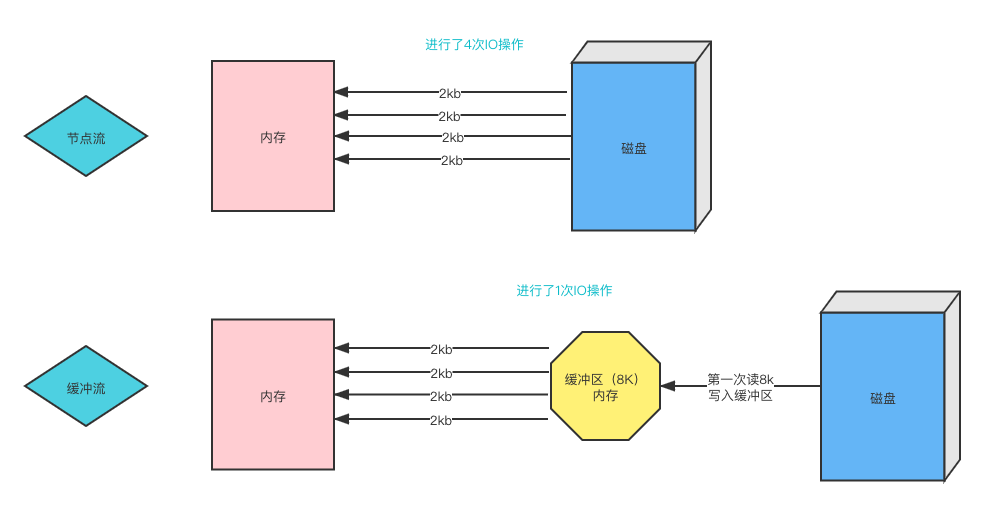 进行了4次IO操作
节点流
内存
2kb
2kb
2kb
2kb
磁盘
进行了1次IO操作
缓冲流
内存
2kb
2kb
2kb
2kb
缓冲区（8K）
内存
第一次读8k
写入缓冲区
磁盘